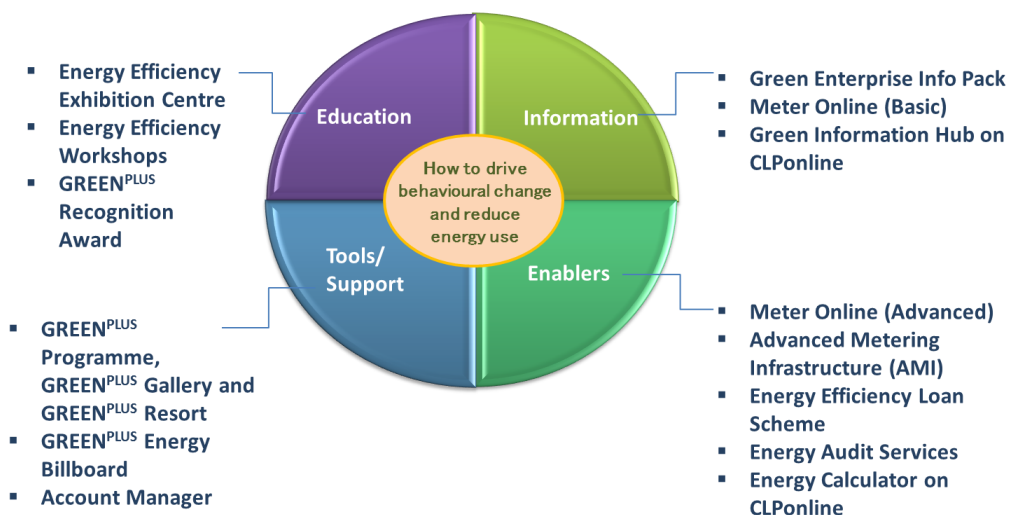 Education
▪ Energy Efficiency
Exhibition Centre
▪ Energy Efficiency
Workshops
▪ GREENPLUS
Recognition
Award
Information
▪ Green Enterprise Info Pack
▪ Meter Online (Basic)
▪ Green Information Hub on
CLPonline
How to drive
behavioural change
and reduce
energy use
Tools/
Support
▪ GREENPLUS
Programme,
GREENPLUS Gallery and
GREENPLUS Resort
▪ GREENPLUS Energy
Billboard
▪ Account Manager
Enablers
▪ Meter Online (Advanced)
▪ Advanced Metering
Infrastructure (AMI)
▪ Energy Efficiency Loan
Scheme
▪ Energy Audit Services
▪ Energy Calculator on
CLPonline